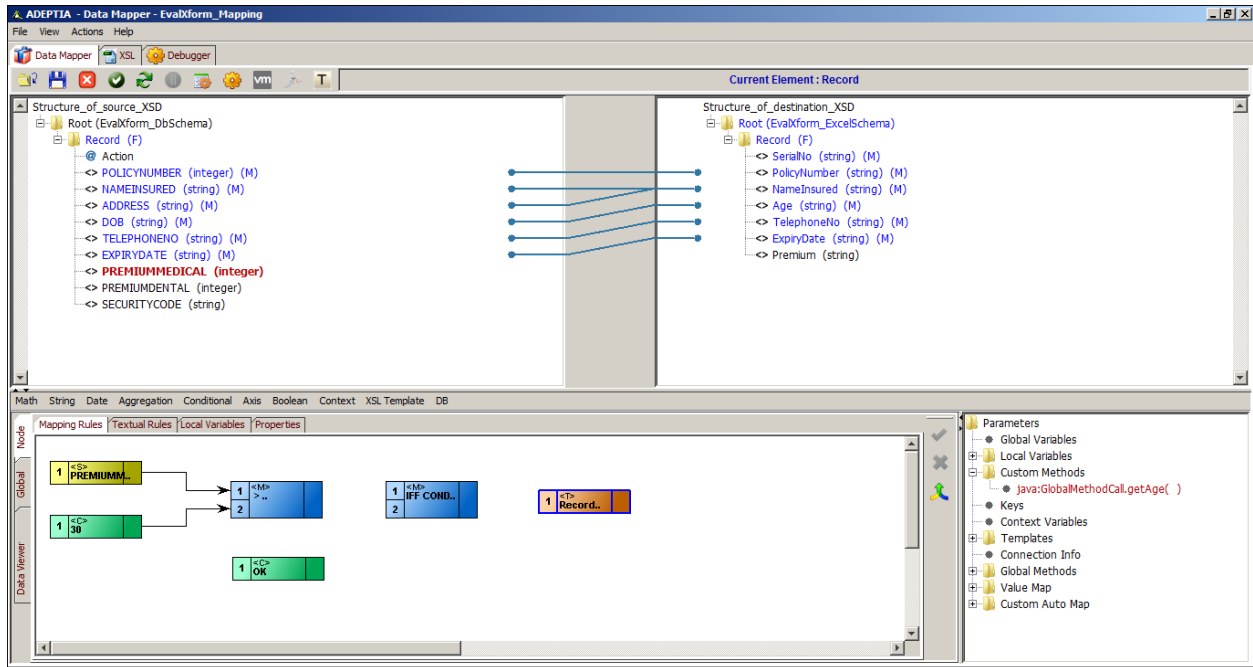 ADEPTIA - Data Mapper - EvalXform_Mapping
File View Actions Help
Data Mapper XSL Debugger
vm T Current Element : Record
Structure_of_source_XSD
Root (EvalXform_DbSchema)
Record (F)
@ Action
<> POLICYNUMBER (integer) (M)
<> NAMEINSURED (string) (M)
<> ADDRESS (string) (M)
<> DOB (string) (M)
<> TELEPHONENO (string) (M)
<> EXPIRYDATE (string) (M)
<> PREMIUMMEDICAL (integer)
<> PREMIUMDENTAL (integer)
<> SECURITYCODE (string)
Structure_of_destination_XSD
Root (EvalXform_ExcelSchema)
Record (F)
<> SerialNo (string) (M)
<> PolicyNumber (string) (M)
<> NameInsured (string) (M)
<> Age (string) (M)
<> TelephoneNo (string) (M)
<> ExpiryDate (string) (M)
<> Premium (string)
Math String Date Aggregation Conditional Axis Boolean Context XSL Template DB
Node
Global
Data Viewer
Mapping Rules Textual Rules Local Variables Properties
1 <S> PREMIUMM..
1 <C> 30
1 <M> > ..
2
1 <C> OK
1 <M> IFF COND..
2
1 <T> Record..
Parameters
Global Variables
Local Variables
Custom Methods
java:GlobalMethodCall.getAge( )
Keys
Context Variables
Templates
Connection Info
Global Methods
Value Map
Custom Auto Map